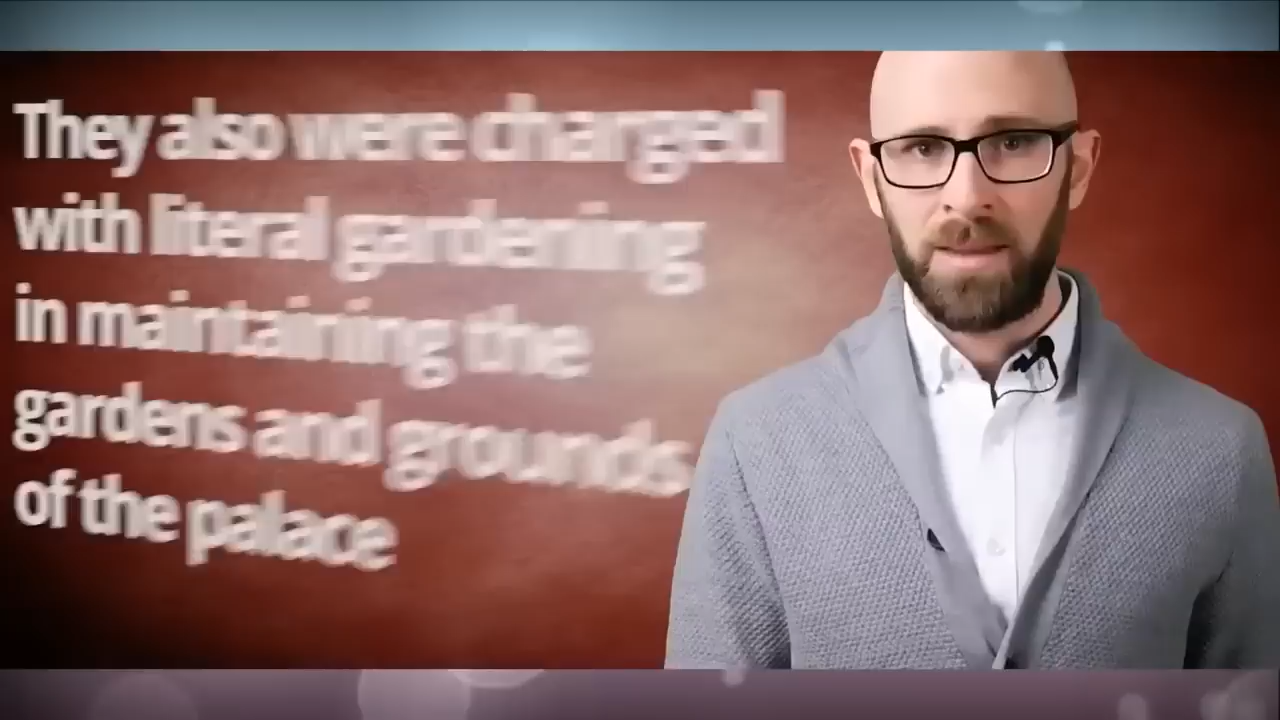 They also were charged
with literal gardening
in maintaining the
gardens and grounds
of the palace